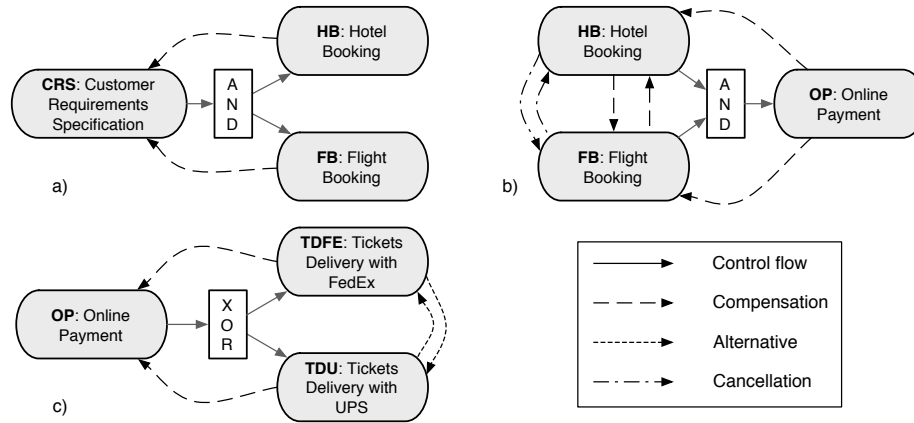 HB: Hotel
Booking
CRS: Customer
Requirements
Specification
A
N
D
FB: Flight
Booking
a)
HB: Hotel
Booking
A
N
D
OP: Online
Payment
FB: Flight
Booking
b)
TDFE: Tickets
Delivery with
FedEx
OP: Online
Payment
X
O
R
TDU: Tickets
Delivery with
UPS
c)
Control flow
Compensation
Alternative
Cancellation